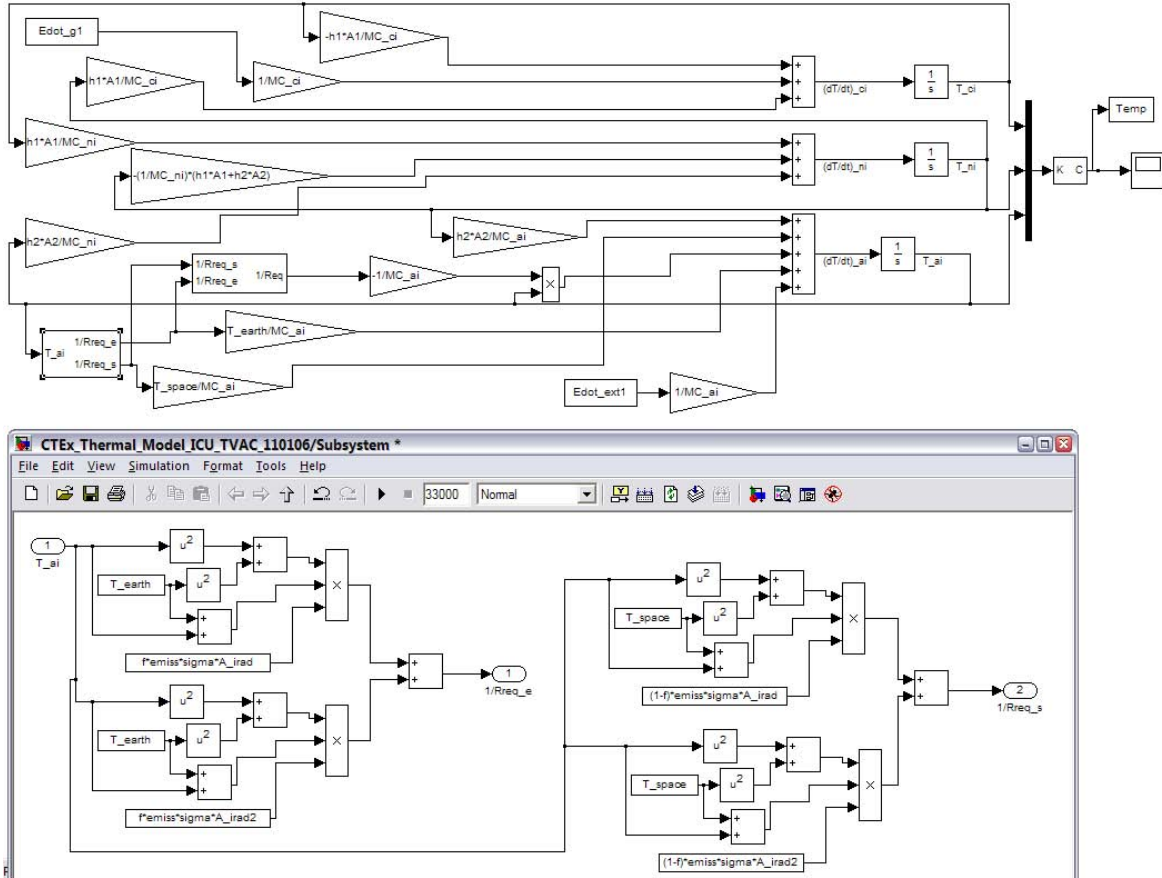 Edot_g1
-h1*A1/MC_ci
h1*A1/MC_ci
1/MC_ci
+
+
+
(dT/dt)_ci
1
s
T_ci
Temp
h1*A1/MC_ni
-(1/MC_ni)*(h1*A1+h2*A2)
+
+
+
(dT/dt)_ni
1
s
T_ni
K C
h2*A2/MC_ni
h2*A2/MC_ai
+
+
+
+
+
(dT/dt)_ai
1
s
T_ai
1/Rreq_s
1/Rreq_e
1/Req
-1/MC_ai
×
T_ai
1/Rreq_e
1/Rreq_s
T_earth/MC_ai
T_space/MC_ai
Edot_ext1
1/MC_ai
CTEx_Thermal_Model_ICU_TVAC_110106/Subsystem *
File Edit View Simulation Format Tools Help
33000 Normal
1
T_ai
u²
+
+
T_earth
u²
+
+
×
f*emiss*sigma*A_irad
u²
+
+
T_earth
u²
+
+
×
f*emiss*sigma*A_irad2
+
+
1
1/Rreq_e
u²
+
+
T_space
u²
+
+
×
(1-f)*emiss*sigma*A_irad
u²
+
+
T_space
u²
+
+
×
(1-f)*emiss*sigma*A_irad2
+
+
2
1/Rreq_s